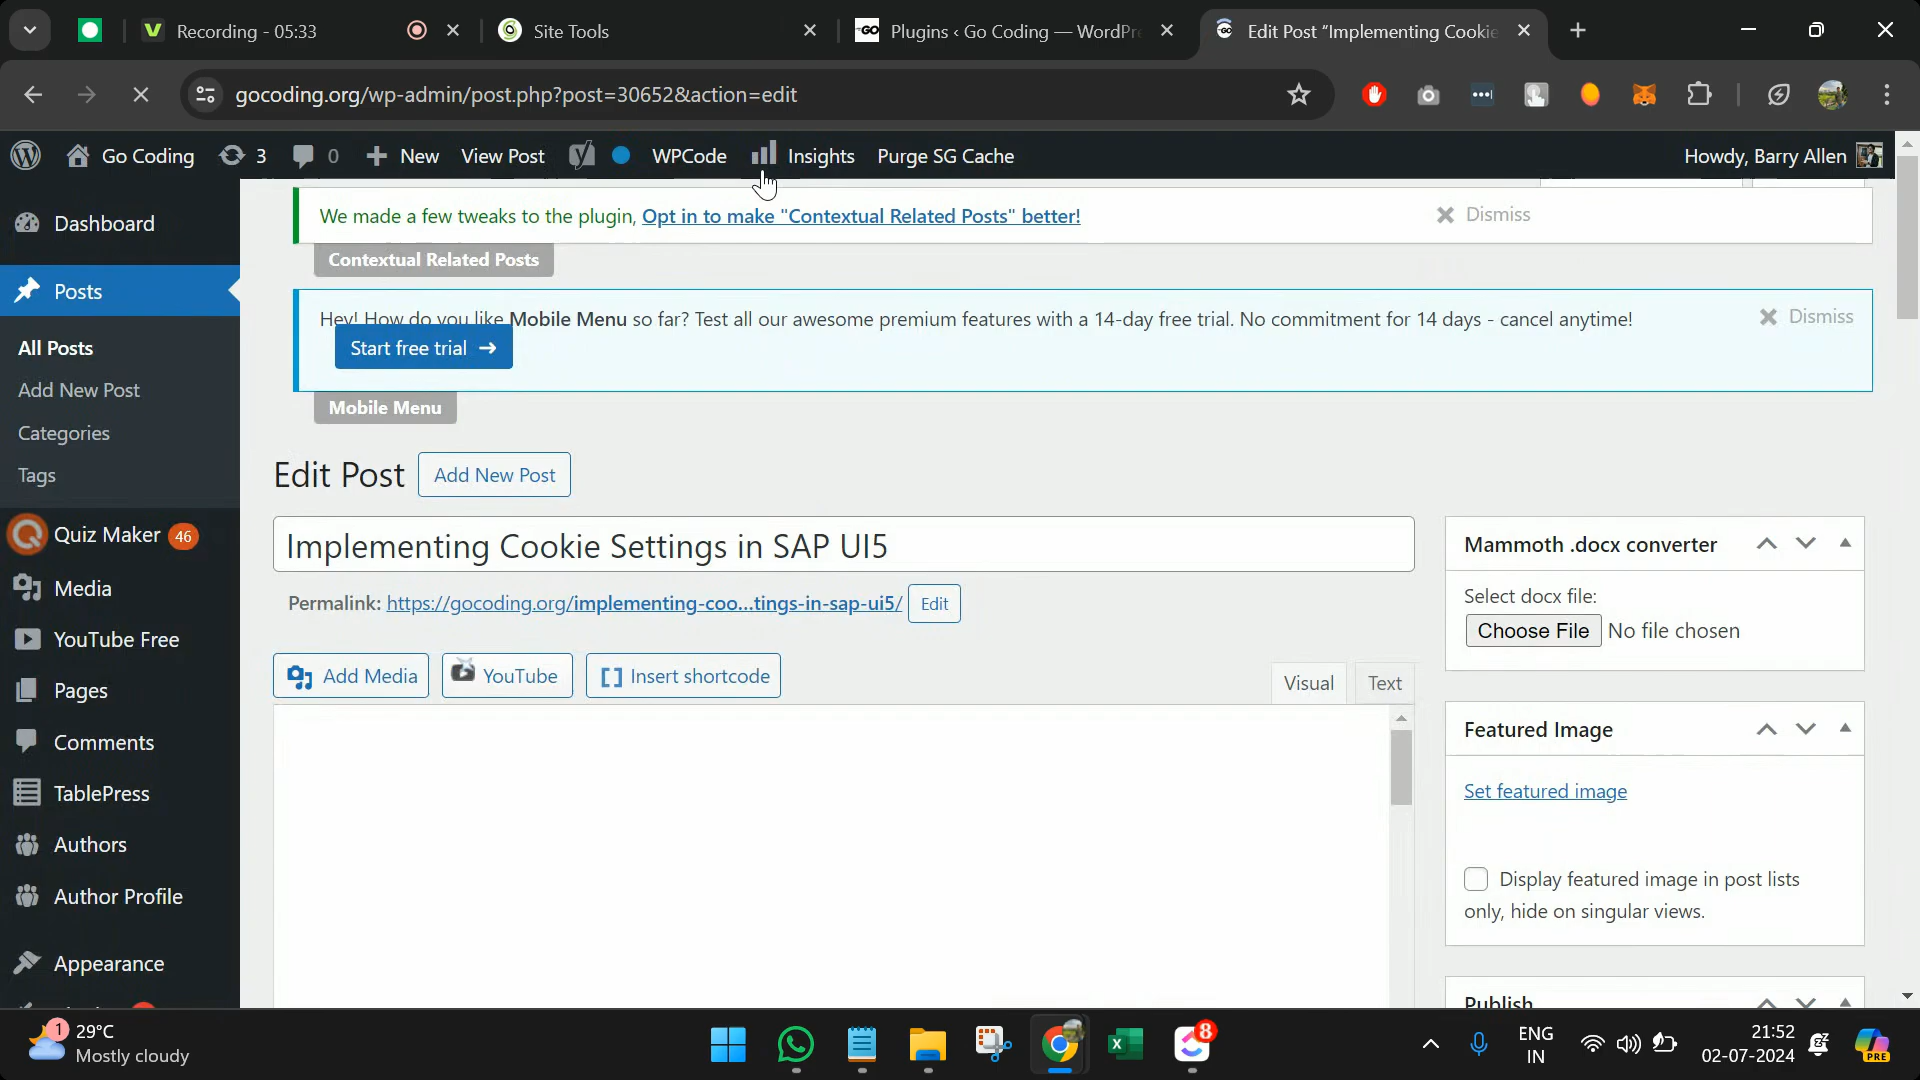 Recording - 05:33
Site Tools
Plugins ‹ Go Coding — WordPr
Edit Post “Implementing Cookie
gocoding.org/wp-admin/post.php?post=30652&action=edit
Go Coding
3
0
New
View Post
WPCode
Insights
Purge SG Cache
Howdy, Barry Allen
Dashboard
Posts
All Posts
Add New Post
Categories
Tags
Quiz Maker 46
Media
YouTube Free
Pages
Comments
TablePress
Authors
Author Profile
Appearance
We made a few tweaks to the plugin, Opt in to make "Contextual Related Posts" better!
Dismiss
Contextual Related Posts
Hey! How do you like Mobile Menu so far? Test all our awesome premium features with a 14-day free trial. No commitment for 14 days - cancel anytime!
Dismiss
Start free trial →
Mobile Menu
Edit Post
Add New Post
Implementing Cookie Settings in SAP UI5
Permalink: https://gocoding.org/implementing-coo...tings-in-sap-ui5/
Edit
Add Media
YouTube
Insert shortcode
Visual
Text
Mammoth .docx converter
Select docx file:
Choose File No file chosen
Featured Image
Set featured image
Display featured image in post lists
only, hide on singular views.
Publish
1
29°C
Mostly cloudy
8
ENG
IN
21:52
02-07-2024
PRE